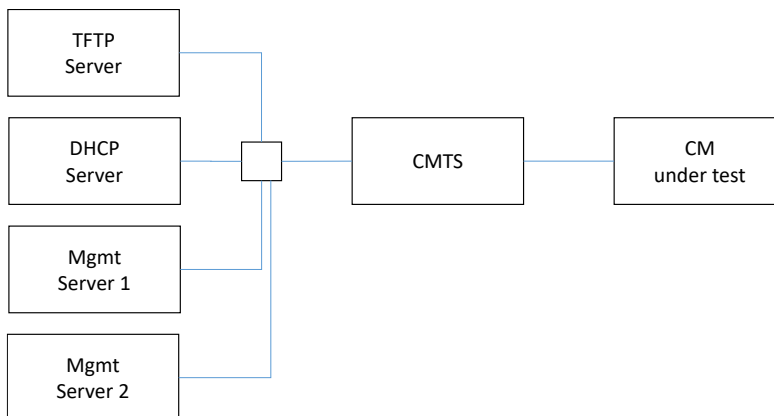 TFTP
Server
DHCP
Server
CMTS
CM
under test
Mgmt
Server 1
Mgmt
Server 2